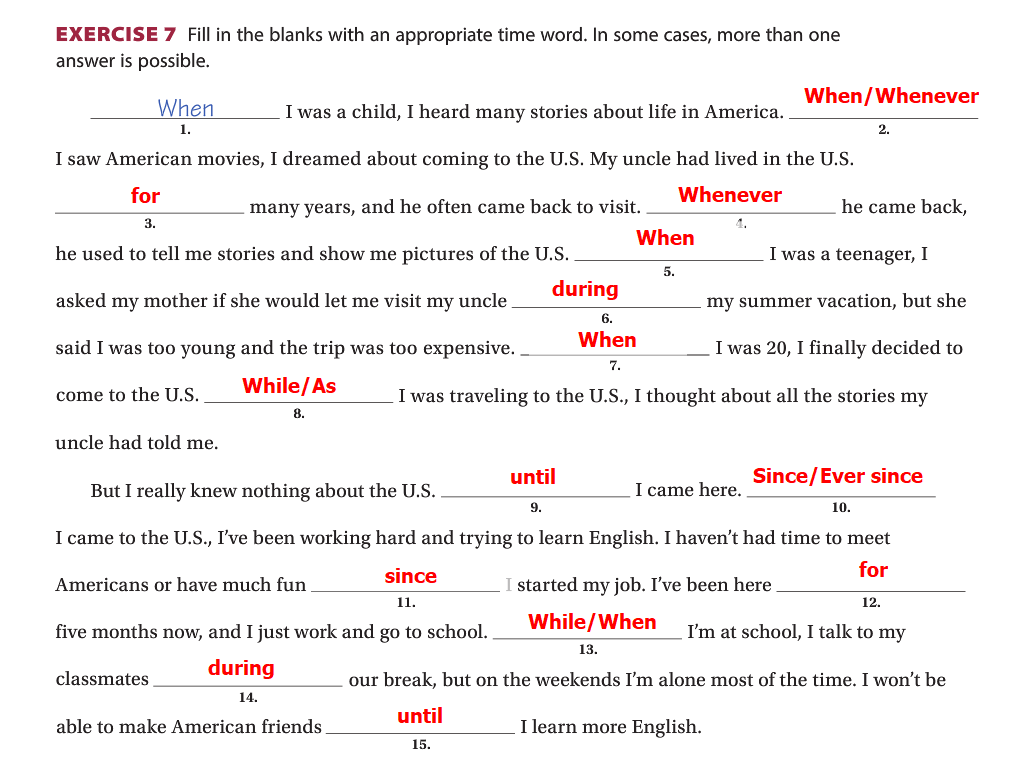 EXERCISE 7 Fill in the blanks with an appropriate time word. In some cases, more than one
answer is possible.
When I was a child, I heard many stories about life in America. When/Whenever
1. 2.
I saw American movies, I dreamed about coming to the U.S. My uncle had lived in the U.S.
for many years, and he often came back to visit. Whenever he came back,
3. 4.
he used to tell me stories and show me pictures of the U.S. When I was a teenager, I
5.
asked my mother if she would let me visit my uncle during my summer vacation, but she
6.
said I was too young and the trip was too expensive. When I was 20, I finally decided to
7.
come to the U.S. While/As I was traveling to the U.S., I thought about all the stories my
8.
uncle had told me.
But I really knew nothing about the U.S. until I came here. Since/Ever since
9. 10.
I came to the U.S., I've been working hard and trying to learn English. I haven't had time to meet
Americans or have much fun since I started my job. I've been here for
11. 12.
five months now, and I just work and go to school. While/When I'm at school, I talk to my
13.
classmates during our break, but on the weekends I'm alone most of the time. I won't be
14.
able to make American friends until I learn more English.
15.